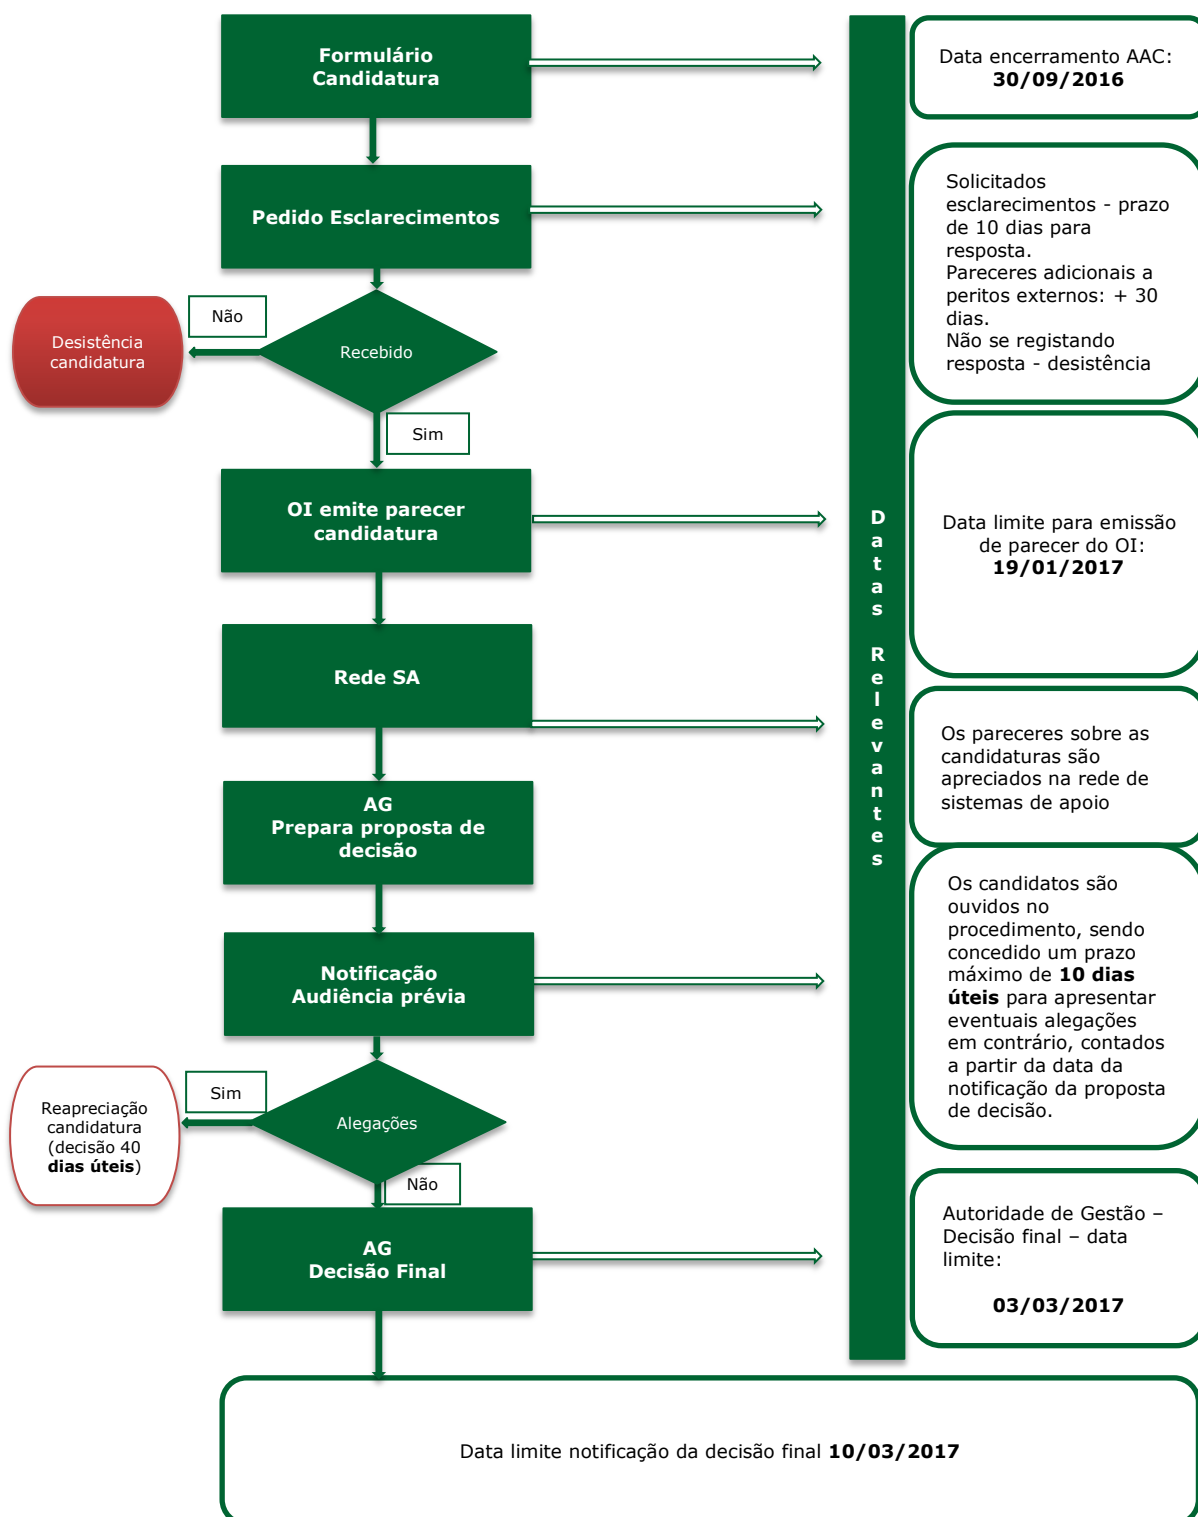 Formulário
Candidatura
Data encerramento AAC:
30/09/2016
Pedido Esclarecimentos
Solicitados
esclarecimentos - prazo
de 10 dias para
resposta.
Pareceres adicionais a
peritos externos: + 30
dias.
Não se registando
resposta - desistência
Não
Desistência
candidatura
Recebido
Sim
OI emite parecer
candidatura
Data limite para emissão
de parecer do OI:
19/01/2017
Datas Relevantes
Rede SA
Os pareceres sobre as
candidaturas são
apreciados na rede de
sistemas de apoio
AG
Prepara proposta de
decisão
Notificação
Audiência prévia
Os candidatos são
ouvidos no
procedimento, sendo
concedido um prazo
máximo de 10 dias
úteis para apresentar
eventuais alegações
em contrário, contados
a partir da data da
notificação da proposta
de decisão.
Sim
Reapreciação
candidatura
(decisão 40
dias úteis)
Alegações
Não
AG
Decisão Final
Autoridade de Gestão –
Decisão final – data
limite:
03/03/2017
Data limite notificação da decisão final 10/03/2017